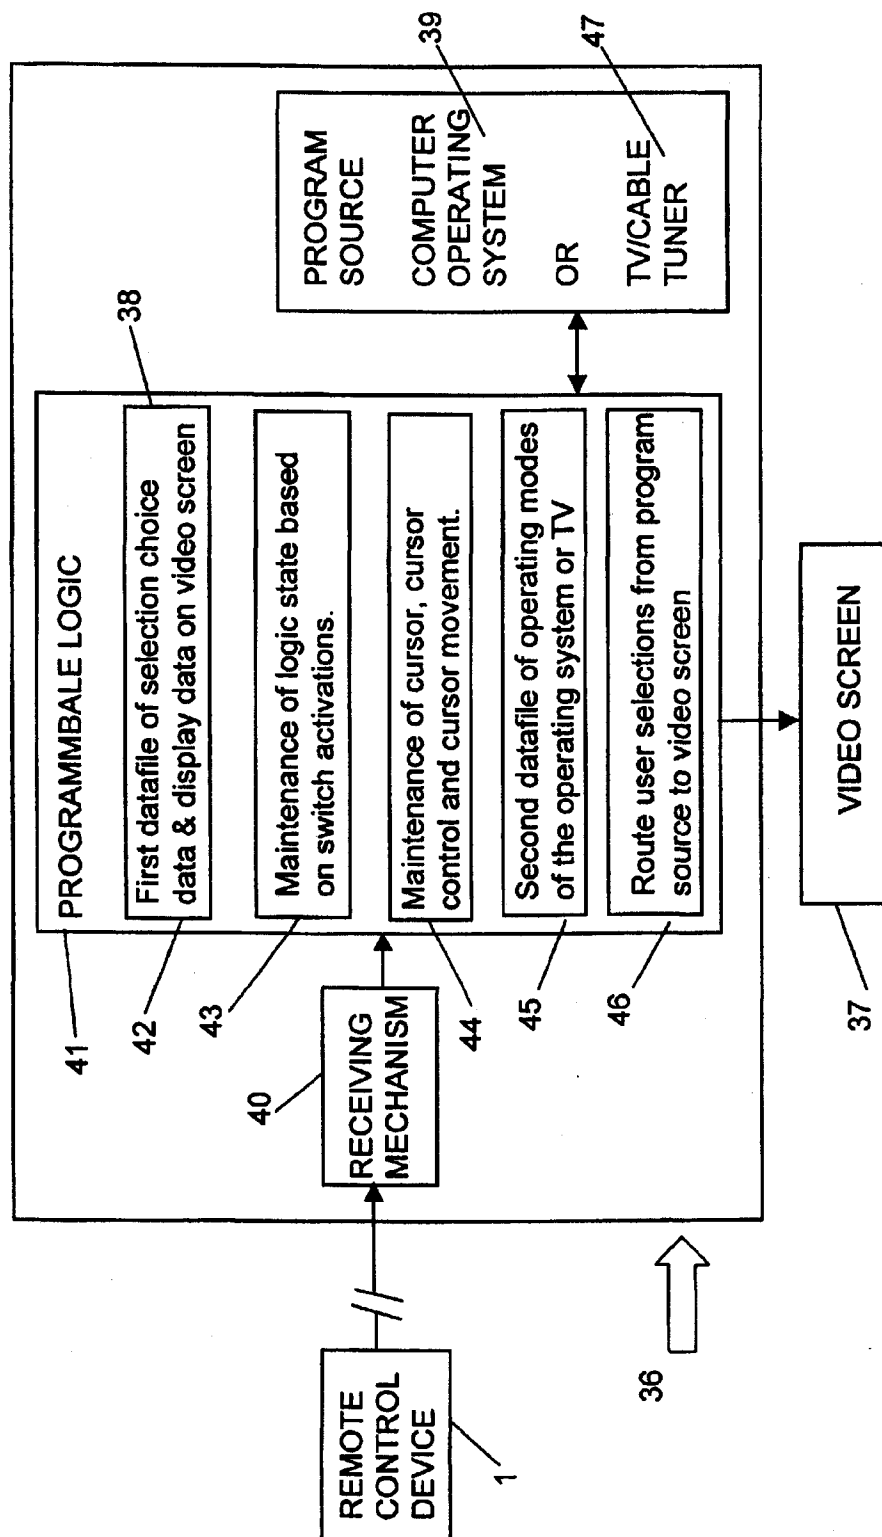 REMOTE
CONTROL
DEVICE
1
36
40
RECEIVING
MECHANISM
41
PROGRAMMBALE LOGIC
38
42
First datafile of selection choice
data & display data on video screen
43
Maintenance of logic state based
on switch activations.
44
Maintenance of cursor, cursor
control and cursor movement.
45
Second datafile of operating modes
of the operating system or TV
46
Route user selections from program
source to video screen
PROGRAM
SOURCE
39
COMPUTER
OPERATING
SYSTEM
OR
47
TV/CABLE
TUNER
VIDEO SCREEN
37